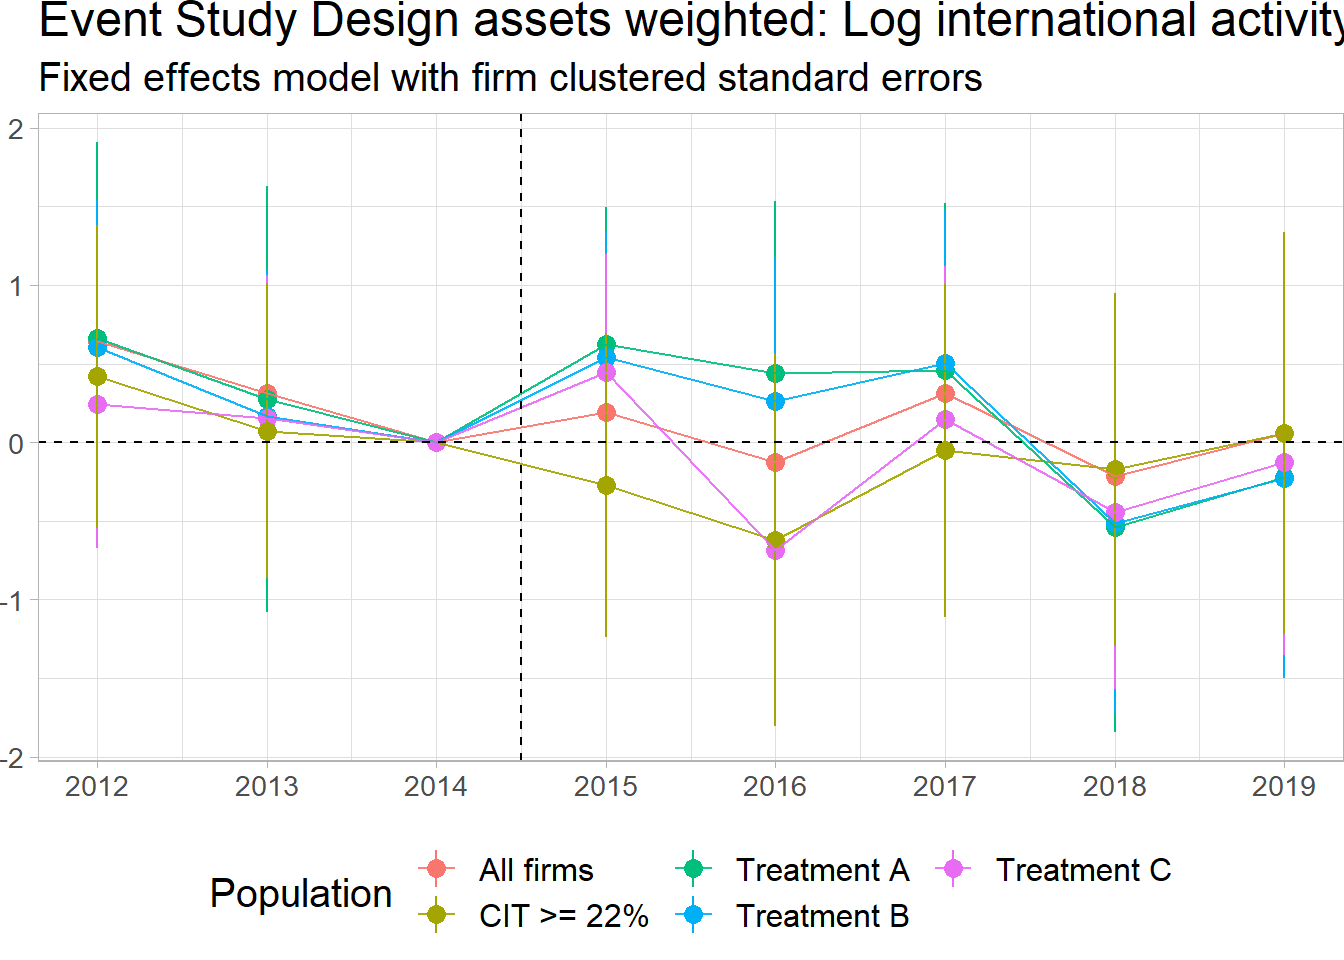 Event Study Design assets weighted: Log international activity
Fixed effects model with firm clustered standard errors
2
1
0
-1
-2
2012 2013 2014 2015 2016 2017 2018 2019
Population
All firms
CIT >= 22%
Treatment A
Treatment B
Treatment C